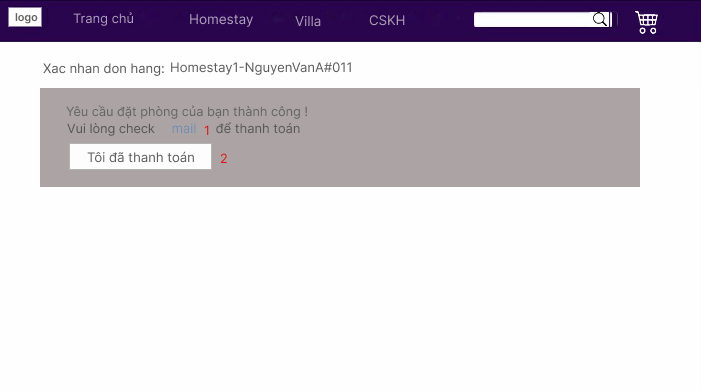 logo Trang chủ Homestay Villa CSKH
Xac nhan don hang: Homestay1-NguyenVanA#011
Yêu cầu đặt phòng của bạn thành công !
Vui lòng check mail 1 để thanh toán
Tôi đã thanh toán 2